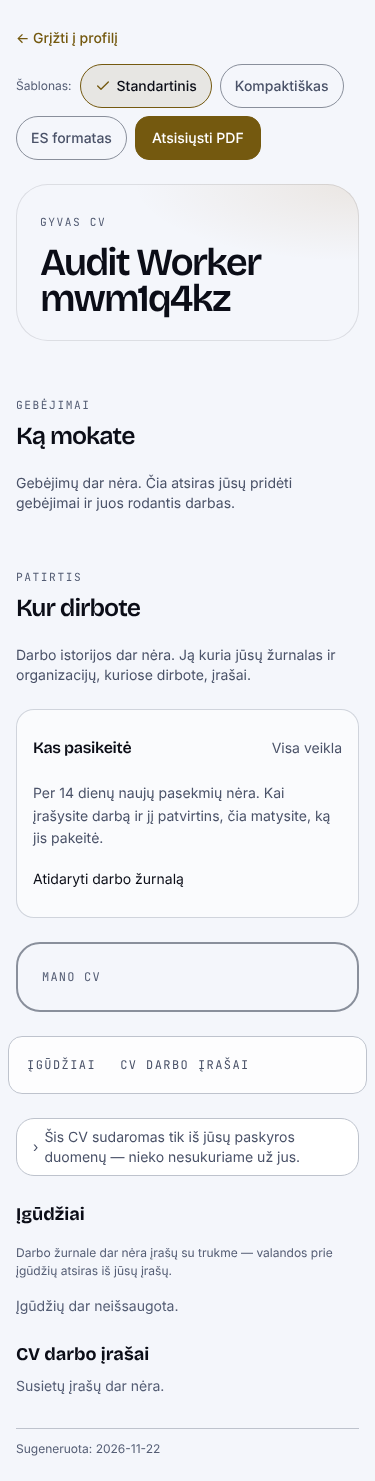 ← Grįžti į profilį
Šablonas: ✓ Standartinis Kompaktiškas
ES formatas Atsisiųsti PDF
GYVAS CV
Audit Worker
mwm1q4kz
GEBĖJIMAI
Ką mokate
Gebėjimų dar nėra. Čia atsiras jūsų pridėti
gebėjimai ir juos rodantis darbas.
PATIRTIS
Kur dirbote
Darbo istorijos dar nėra. Ją kuria jūsų žurnalas ir
organizacijų, kuriose dirbote, įrašai.
Kas pasikeitė Visa veikla
Per 14 dienų naujų pasekmių nėra. Kai
įrašysite darbą ir jį patvirtins, čia matysite, ką
jis pakeitė.
Atidaryti darbo žurnalą
MANO CV
ĮGŪDŽIAI CV DARBO ĮRAŠAI
› Šis CV sudaromas tik iš jūsų paskyros
duomenų — nieko nesukuriame už jus.
Įgūdžiai
Darbo žurnale dar nėra įrašų su trukme — valandos prie
įgūdžių atsiras iš jūsų įrašų.
Įgūdžių dar neišsaugota.
CV darbo įrašai
Susietų įrašų dar nėra.
Sugeneruota: 2026-11-22